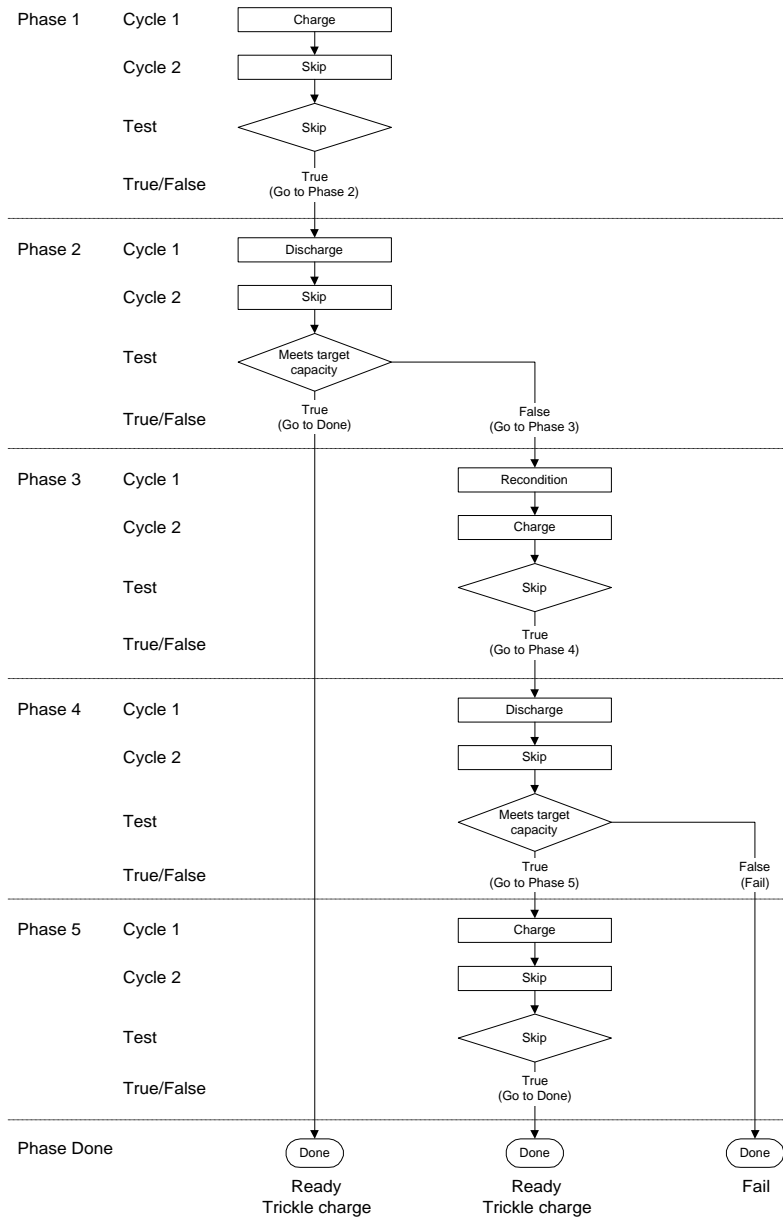 Phase 1 Cycle 1 Charge
Cycle 2 Skip
Test Skip
True/False True
(Go to Phase 2)
Phase 2 Cycle 1 Discharge
Cycle 2 Skip
Test Meets target
capacity
True/False True False
(Go to Done) (Go to Phase 3)
Phase 3 Cycle 1 Recondition
Cycle 2 Charge
Test Skip
True/False True
(Go to Phase 4)
Phase 4 Cycle 1 Discharge
Cycle 2 Skip
Test Meets target
capacity
True/False True False
(Go to Phase 5) (Fail)
Phase 5 Cycle 1 Charge
Cycle 2 Skip
Test Skip
True/False True
(Go to Done)
Phase Done Done Done Done
Ready Ready Fail
Trickle charge Trickle charge